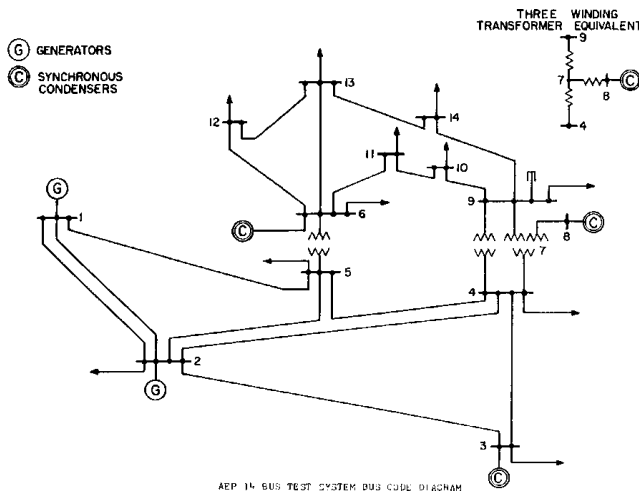 G GENERATORS
C SYNCHRONOUS
CONDENSERS
THREE WINDING
TRANSFORMER EQUIVALENT
9
7
C
8
4
13
14
12
11
10
G
1
C
6
9
8
C
7
5
4
2
G
3
C
AEP 14 BUS TEST SYSTEM BUS CODE DIAGRAM